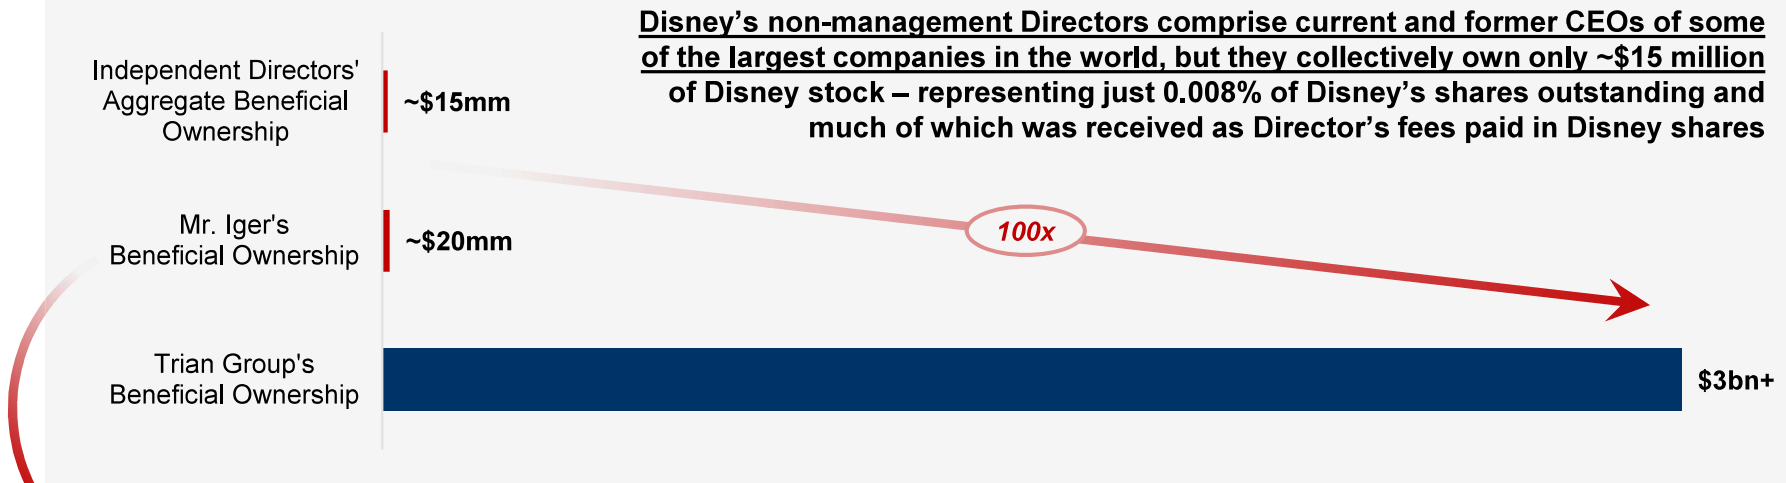 Disney’s non-management Directors comprise current and former CEOs of some
of the largest companies in the world, but they collectively own only ~$15 million
of Disney stock – representing just 0.008% of Disney’s shares outstanding and
much of which was received as Director’s fees paid in Disney shares
Independent Directors'
Aggregate Beneficial
Ownership
~$15mm
Mr. Iger's
Beneficial Ownership
~$20mm
100x
Trian Group's
Beneficial Ownership
$3bn+